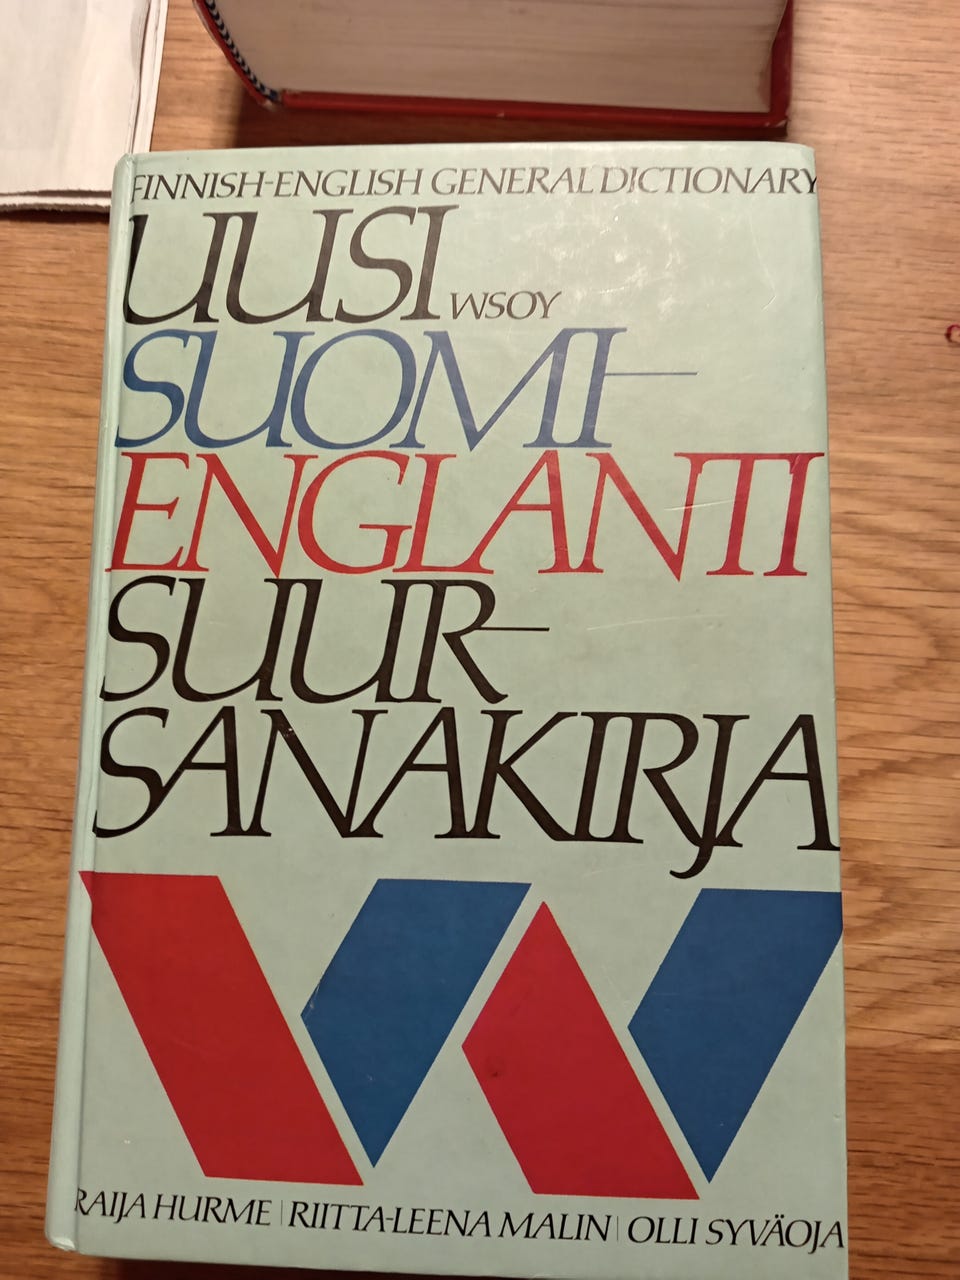 FINNISH-ENGLISH GENERAL DICTIONARY
UUSI WSOY
SUOMI-
ENGLANTI
SUUR-
SANAKIRJA
RAIJA HURME | RIITTA-LEENA MALIN | OLLI SYVÄOJA